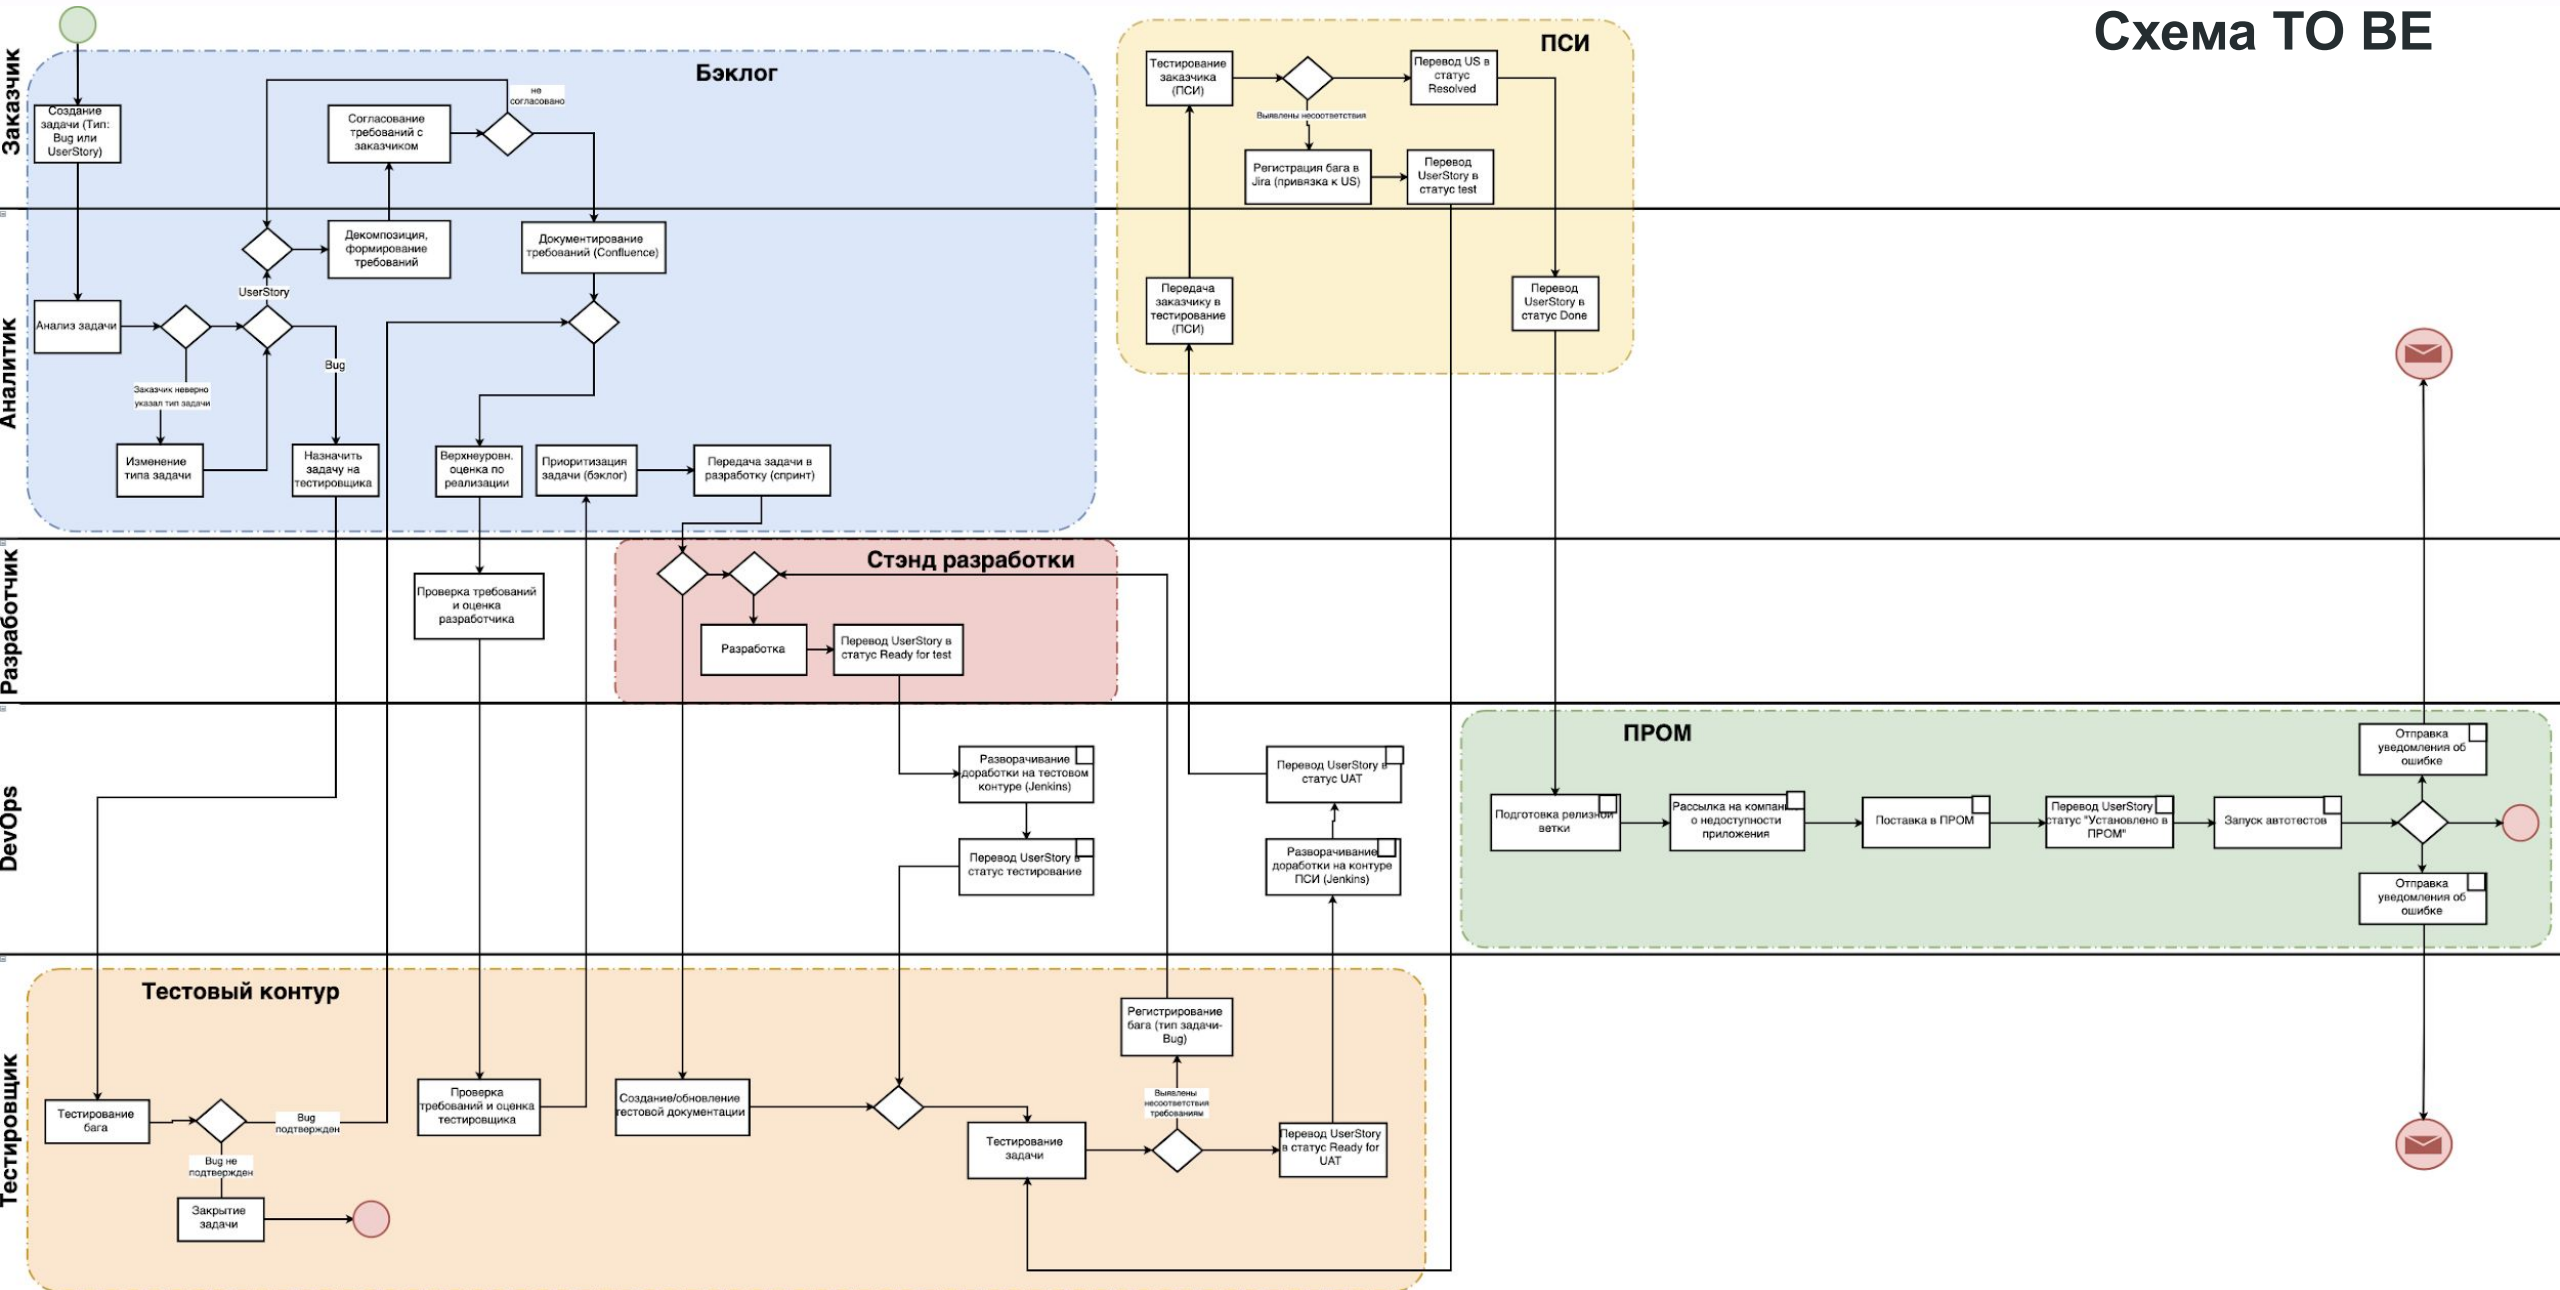 Схема TO BE
Заказчик
Бэклог
Создание
задачи (Тип:
Bug или
UserStory)
Согласование
требований с
заказчиком
не
согласовано
ПСИ
Тестирование
заказчика
(ПСИ)
Перевод US в
статус
Resolved
Выявлены несоответствия
Регистрация бага в
Jira (привязка к US)
Перевод
UserStory в
статус test
Аналитик
Декомпозиция,
формирование
требований
Документирование
требований (Confluence)
UserStory
Анализ задачи
Bug
Заказчик неверно
указал тип задачи
Изменение
типа задачи
Назначить
задачу на
тестировщика
Верхнеуровн.
оценка по
реализации
Приоритизация
задачи (бэклог)
Передача задачи в
разработку (спринт)
Передача
заказчику в
тестирование
(ПСИ)
Перевод
UserStory в
статус Done
Разработчик
Проверка требований
и оценка
разработчика
Стэнд разработки
Разработка
Перевод UserStory в
статус Ready for test
DevOps
Разворачивание
доработки на тестовом
контуре (Jenkins)
Перевод UserStory в
статус тестирование
Перевод UserStory в
статус UAT
Разворачивание
доработки на контуре
ПСИ (Jenkins)
ПРОМ
Подготовка релизной
ветки
Рассылка на
о недоступности
приложения
Поставка в ПРОМ
Перевод UserStory
статус "Установлено в
ПРОМ"
Запуск автотестов
Отправка
уведомления об
ошибке
Отправка
уведомления об
ошибке
Тестировщик
Тестовый контур
Тестирование
бага
Bug
подтвержден
Bug не
подтвержден
Закрытие
задачи
Проверка
требований и оценка
тестировщика
Создание/обновление
тестовой документации
Тестирование
задачи
Регистрирование
бага (тип задачи-
Bug)
Выявлены
несоответствия
требованиям
Перевод UserStory
в статус Ready for
UAT